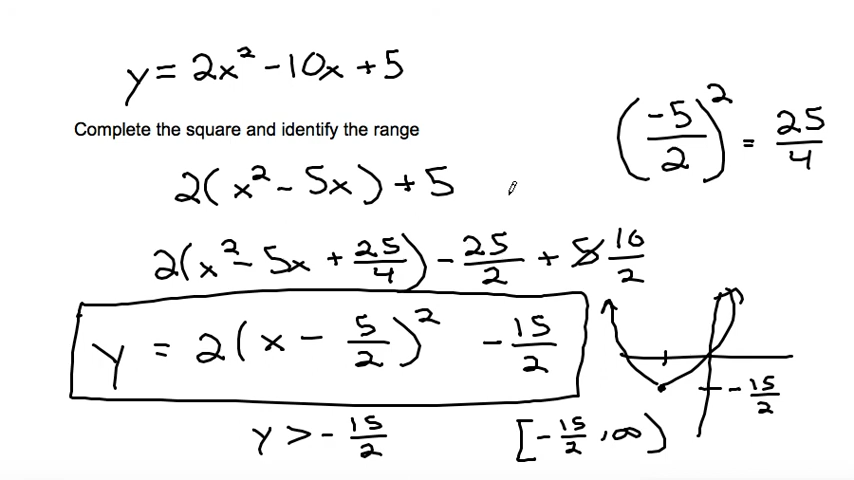 y = 2x² - 10x + 5
Complete the square and identify the range
(-5/2)² = 25/4
2(x² - 5x) + 5
2(x² - 5x + 25/4) - 25/2 + 5 10/2
y = 2(x - 5/2)² - 15/2
- 15/2
y > - 15/2
[- 15/2, ∞)